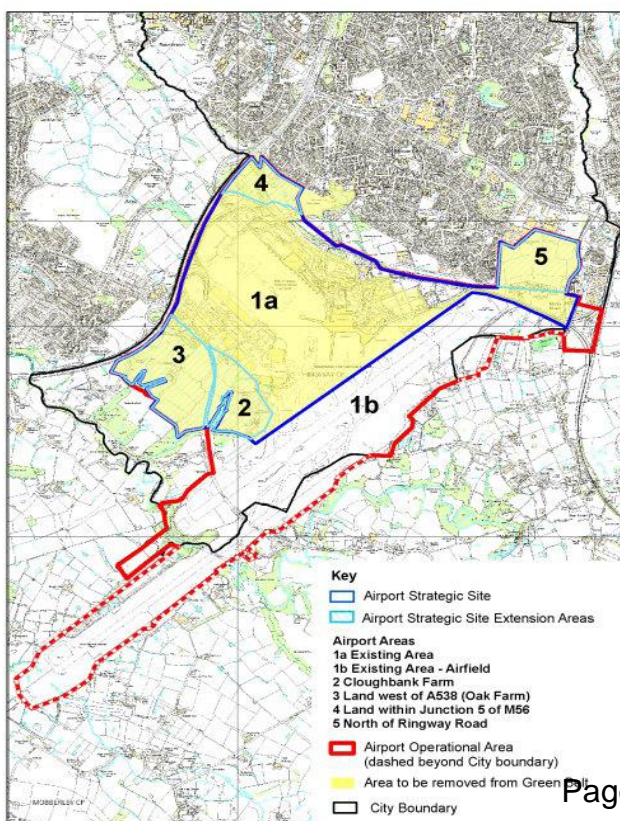 4
5
1a
3
2
1b
Key
Airport Strategic Site
Airport Strategic Site Extension Areas
Airport Areas
1a Existing Area
1b Existing Area - Airfield
2 Cloughbank Farm
3 Land west of A538 (Oak Farm)
4 Land within Junction 5 of M56
5 North of Ringway Road
Airport Operational Area
(dashed beyond City boundary)
Area to be removed from Green Belt
City Boundary
Page
MOBBERLEY CP